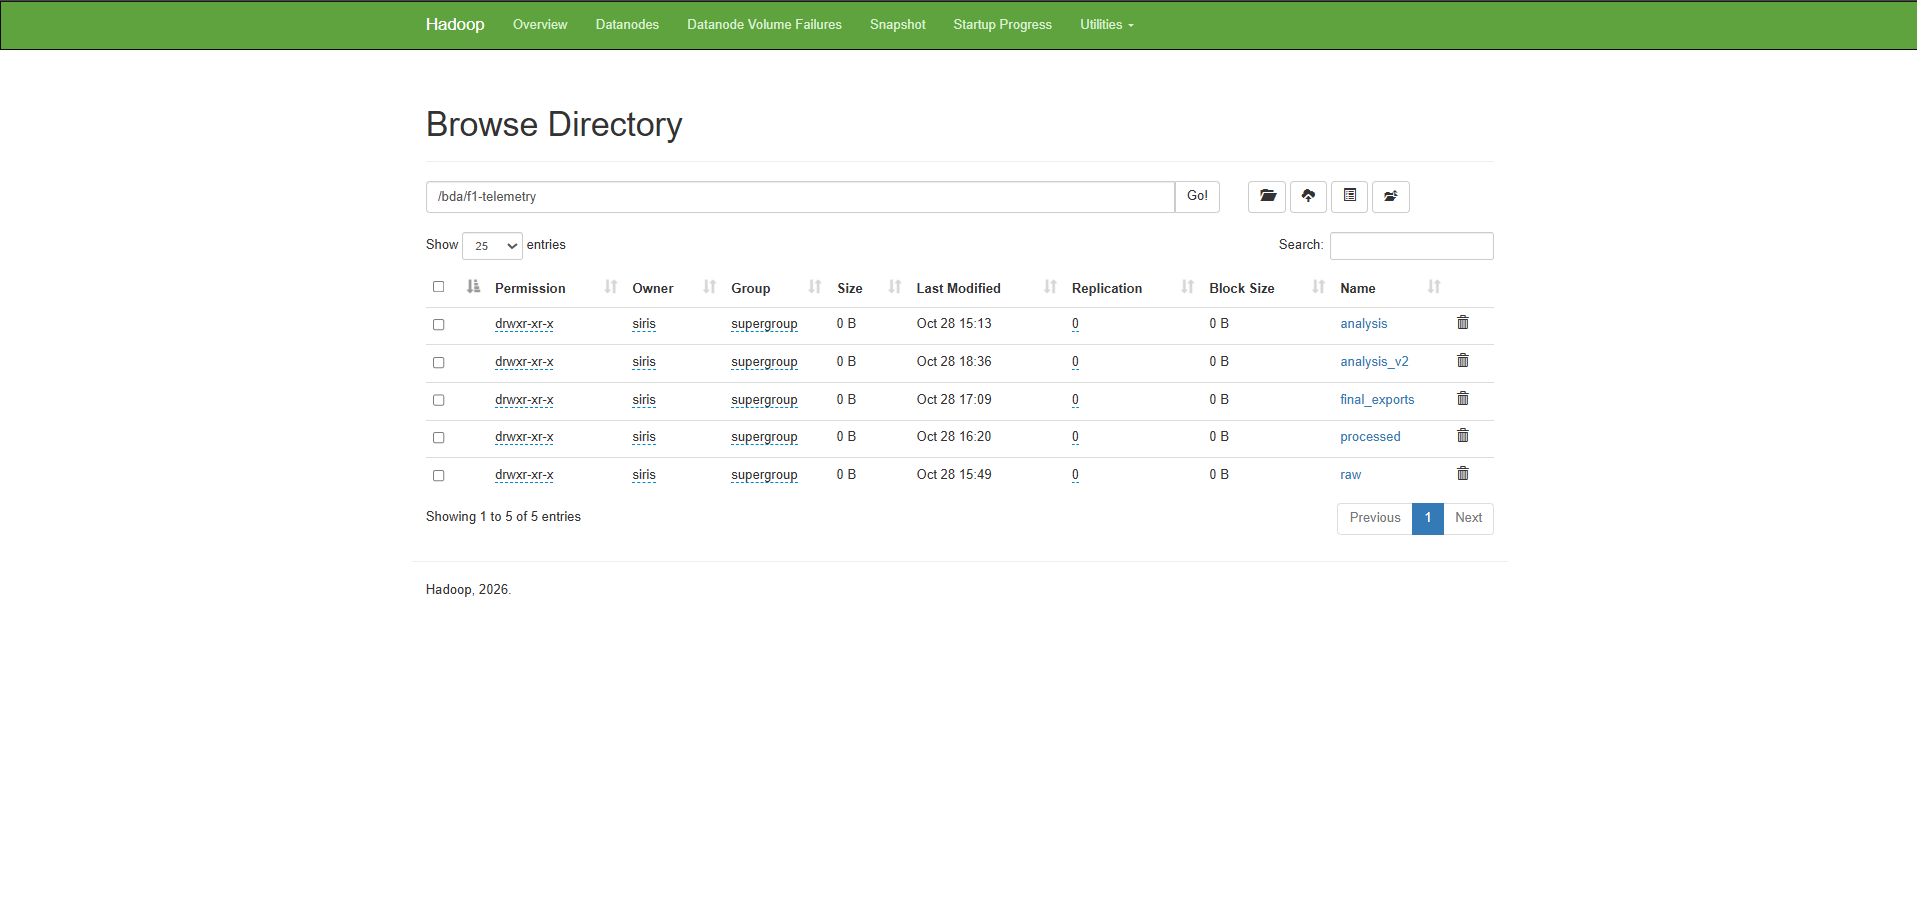 Hadoop Overview Datanodes Datanode Volume Failures Snapshot Startup Progress Utilities
Browse Directory
/bda/f1-telemetry Go!
Show 25 entries Search:
Permission Owner Group Size Last Modified Replication Block Size Name
drwxr-xr-x siris supergroup 0 B Oct 28 15:13 0 0 B analysis
drwxr-xr-x siris supergroup 0 B Oct 28 18:36 0 0 B analysis_v2
drwxr-xr-x siris supergroup 0 B Oct 28 17:09 0 0 B final_exports
drwxr-xr-x siris supergroup 0 B Oct 28 16:20 0 0 B processed
drwxr-xr-x siris supergroup 0 B Oct 28 15:49 0 0 B raw
Showing 1 to 5 of 5 entries Previous 1 Next
Hadoop, 2026.